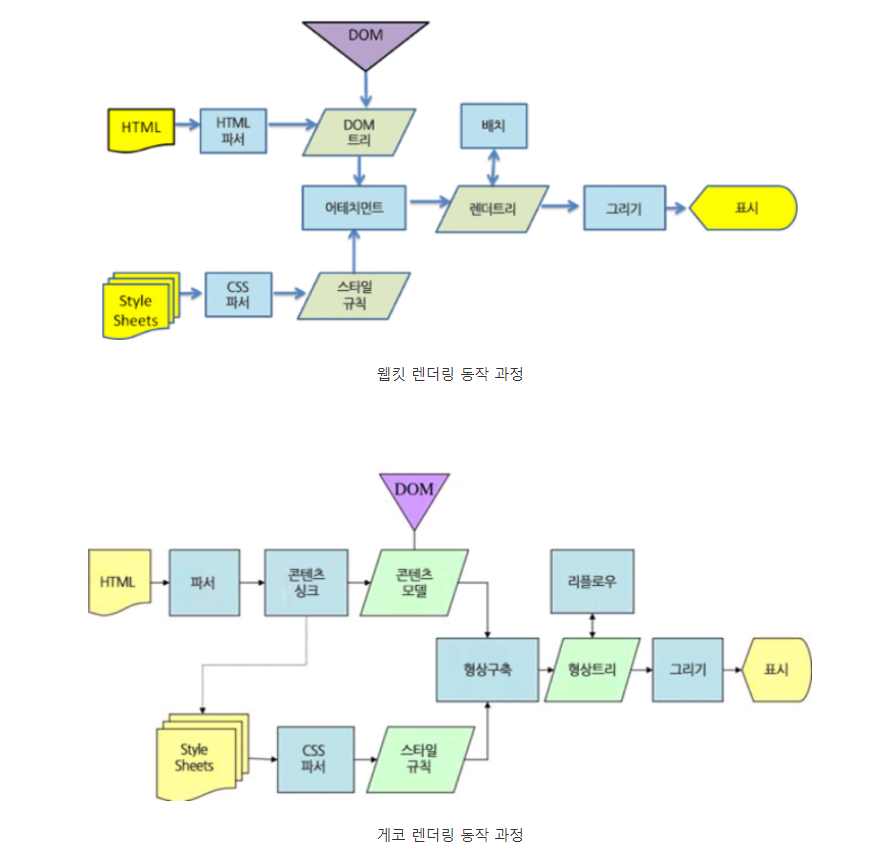 DOM
HTML
HTML
파서
DOM
트리
배치
어테치먼트
렌더트리
그리기
표시
Style
Sheets
CSS
파서
스타일
규칙
웹킷 렌더링 동작 과정
DOM
HTML
파서
콘텐츠
싱크
콘텐츠
모델
리플로우
형상구축
형상트리
그리기
표시
Style
Sheets
CSS
파서
스타일
규칙
게코 렌더링 동작 과정